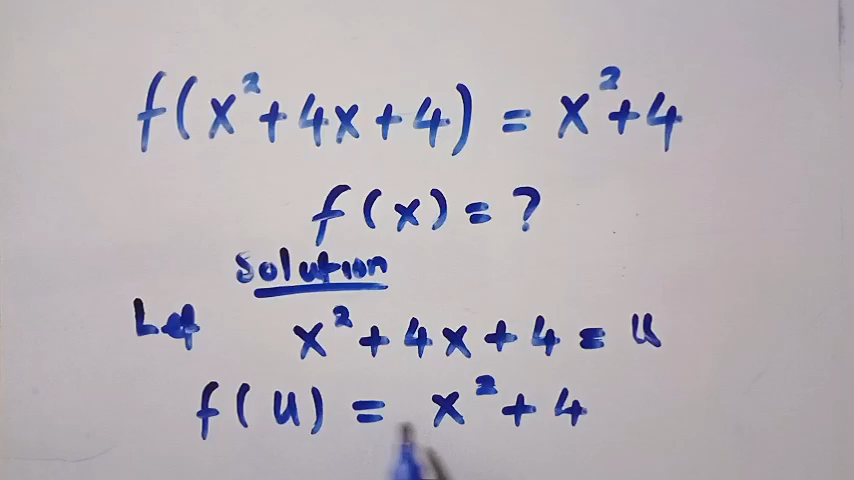 f(x²+4x+4) = x²+4
f(x) = ?
Solution
Let x²+4x+4 = u
f(u) = x²+4